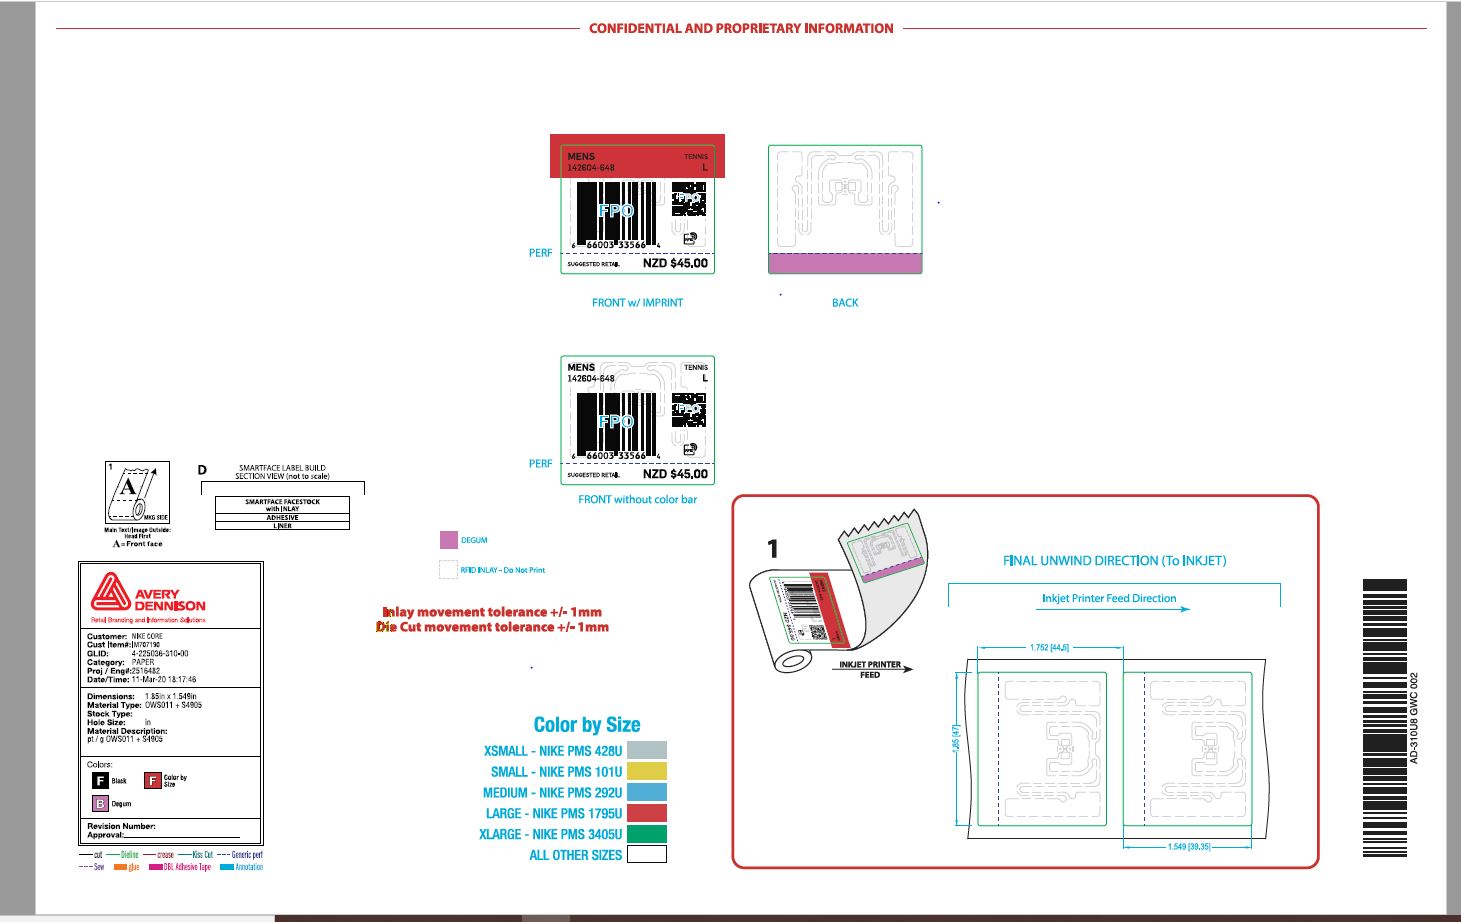 CONFIDENTIAL AND PROPRIETARY INFORMATION
MENS
TENNIS
142604-648
L
FPO
FPO
6 66003 33566 4
PERF
SUGGESTED RETAIL
NZD $45.00
FRONT w/ IMPRINT
BACK
MENS
TENNIS
142604-648
L
FPO
FPO
6 66003 33566 4
PERF
SUGGESTED RETAIL
NZD $45.00
FRONT without color bar
1
A
MKG SIDE
Main Text/Image Outside:
Head First
A=Front face
D
SMARTFACE LABEL BUILD
SECTION VIEW (not to scale)
SMARTFACE FACESTOCK
with INLAY
ADHESIVE
LINER
DEGUM
RFID INLAY - Do Not Print
Inlay movement tolerance +/- 1mm
Die Cut movement tolerance +/- 1mm
AVERY
DENNISON
Retail Branding and Information Solutions
Customer: NIKE CORE
Cust Item#: IM707190
GLID: 4-225036-310-00
Category: PAPER
Proj / Eng#: 2516482
Date/Time: 11-Mar-20 18:17:46
Dimensions: 1.85in x 1.549in
Material Type: OWS011 + S4905
Stock Type:
Hole Size: in
Material Description:
pt / g OWS011 + S4905
Colors:
F Black
F Color by Size
B Degum
Revision Number:
Approval:
cut Dieline crease Kiss Cut Generic perf
Sew glue DBL Adhesive Tape Annotation
Color by Size
XSMALL - NIKE PMS 428U
SMALL - NIKE PMS 101U
MEDIUM - NIKE PMS 292U
LARGE - NIKE PMS 1795U
XLARGE - NIKE PMS 3405U
ALL OTHER SIZES
1
MENS
NZD $45.00
INKJET PRINTER
FEED
FINAL UNWIND DIRECTION (To INKJET)
Inkjet Printer Feed Direction
1.752 [44.5]
1.85 [47]
1.549 [39.35]
AD-310U8 GWC 002